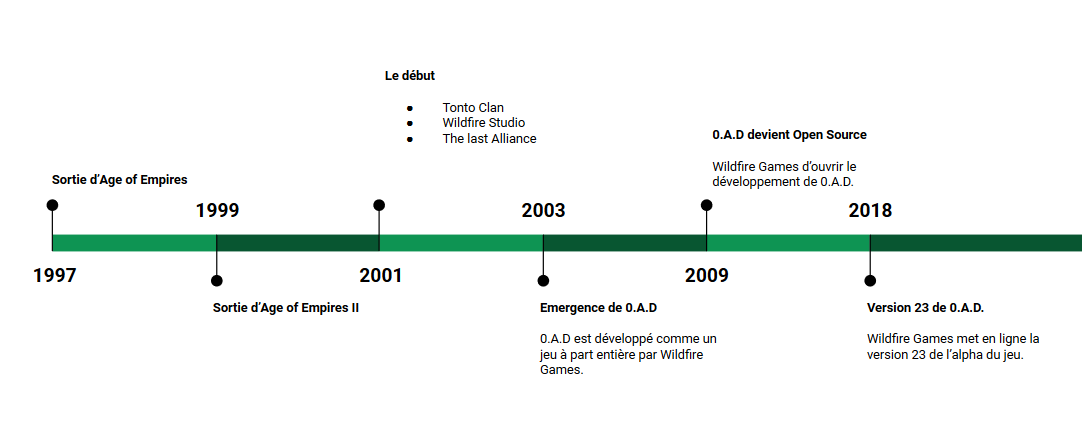 Le début
● Tonto Clan
● Wildfire Studio
● The last Alliance
0.A.D devient Open Source
Wildfire Games d’ouvrir le
développement de 0.A.D.
Sortie d’Age of Empires
1999
2003
2018
1997
2001
2009
Sortie d’Age of Empires II
Emergence de 0.A.D
0.A.D est développé comme un
jeu à part entière par Wildfire
Games.
Version 23 de 0.A.D.
Wildfire Games met en ligne la
version 23 de l’alpha du jeu.